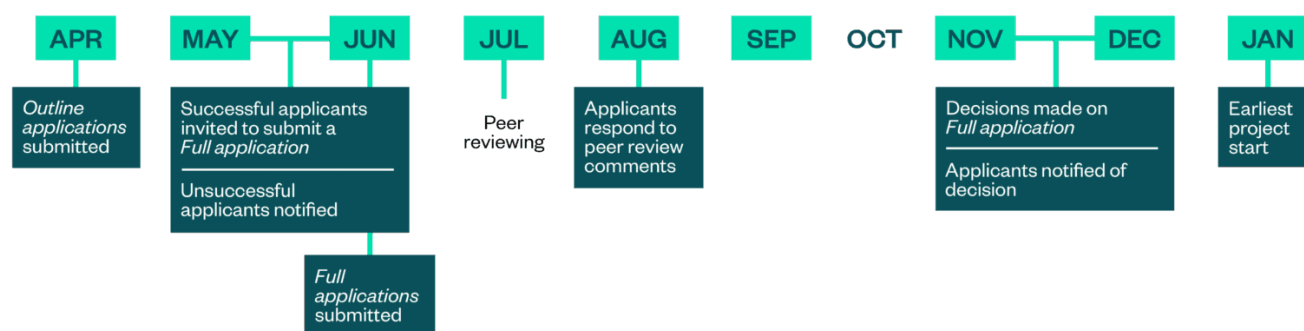 APR MAY JUN JUL AUG SEP OCT NOV DEC JAN
Outline
applications
submitted
Successful applicants
invited to submit a
Full application
Unsuccessful
applicants notified
Full
applications
submitted
Peer
reviewing
Applicants
respond to
peer review
comments
Decisions made on
Full application
Applicants notified of
decision
Earliest
project
start